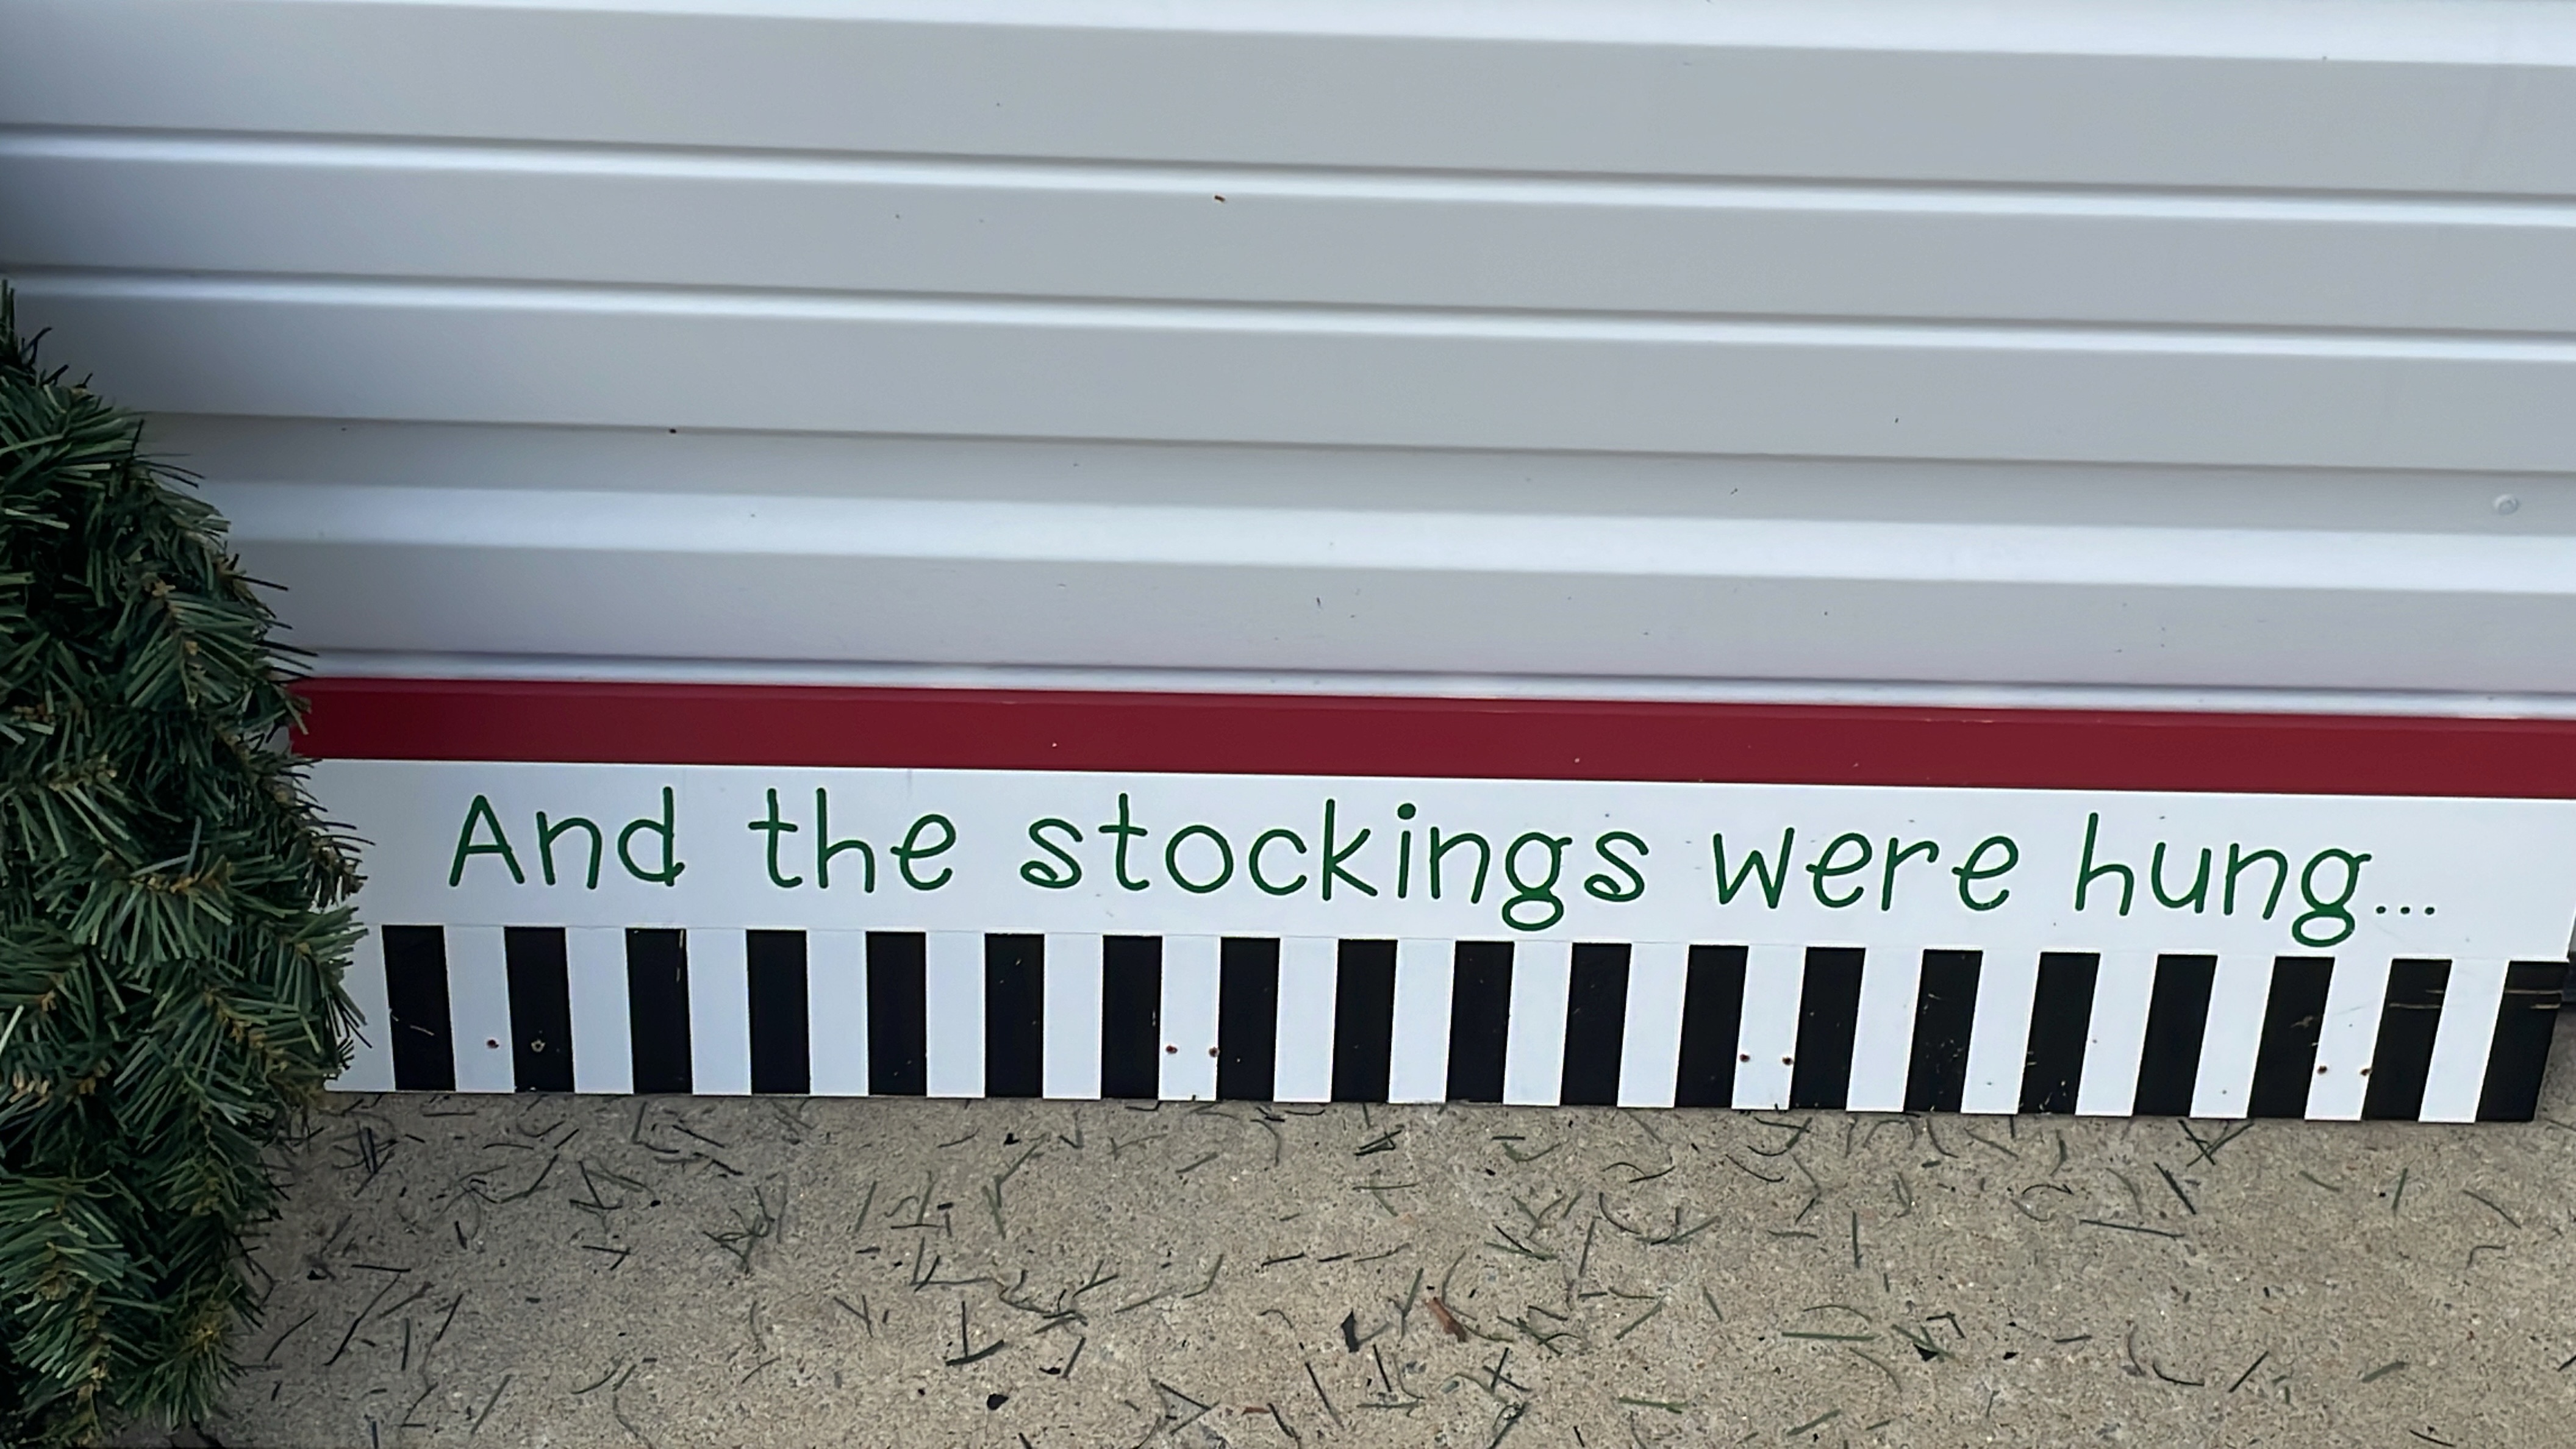 And the stockings were hung...